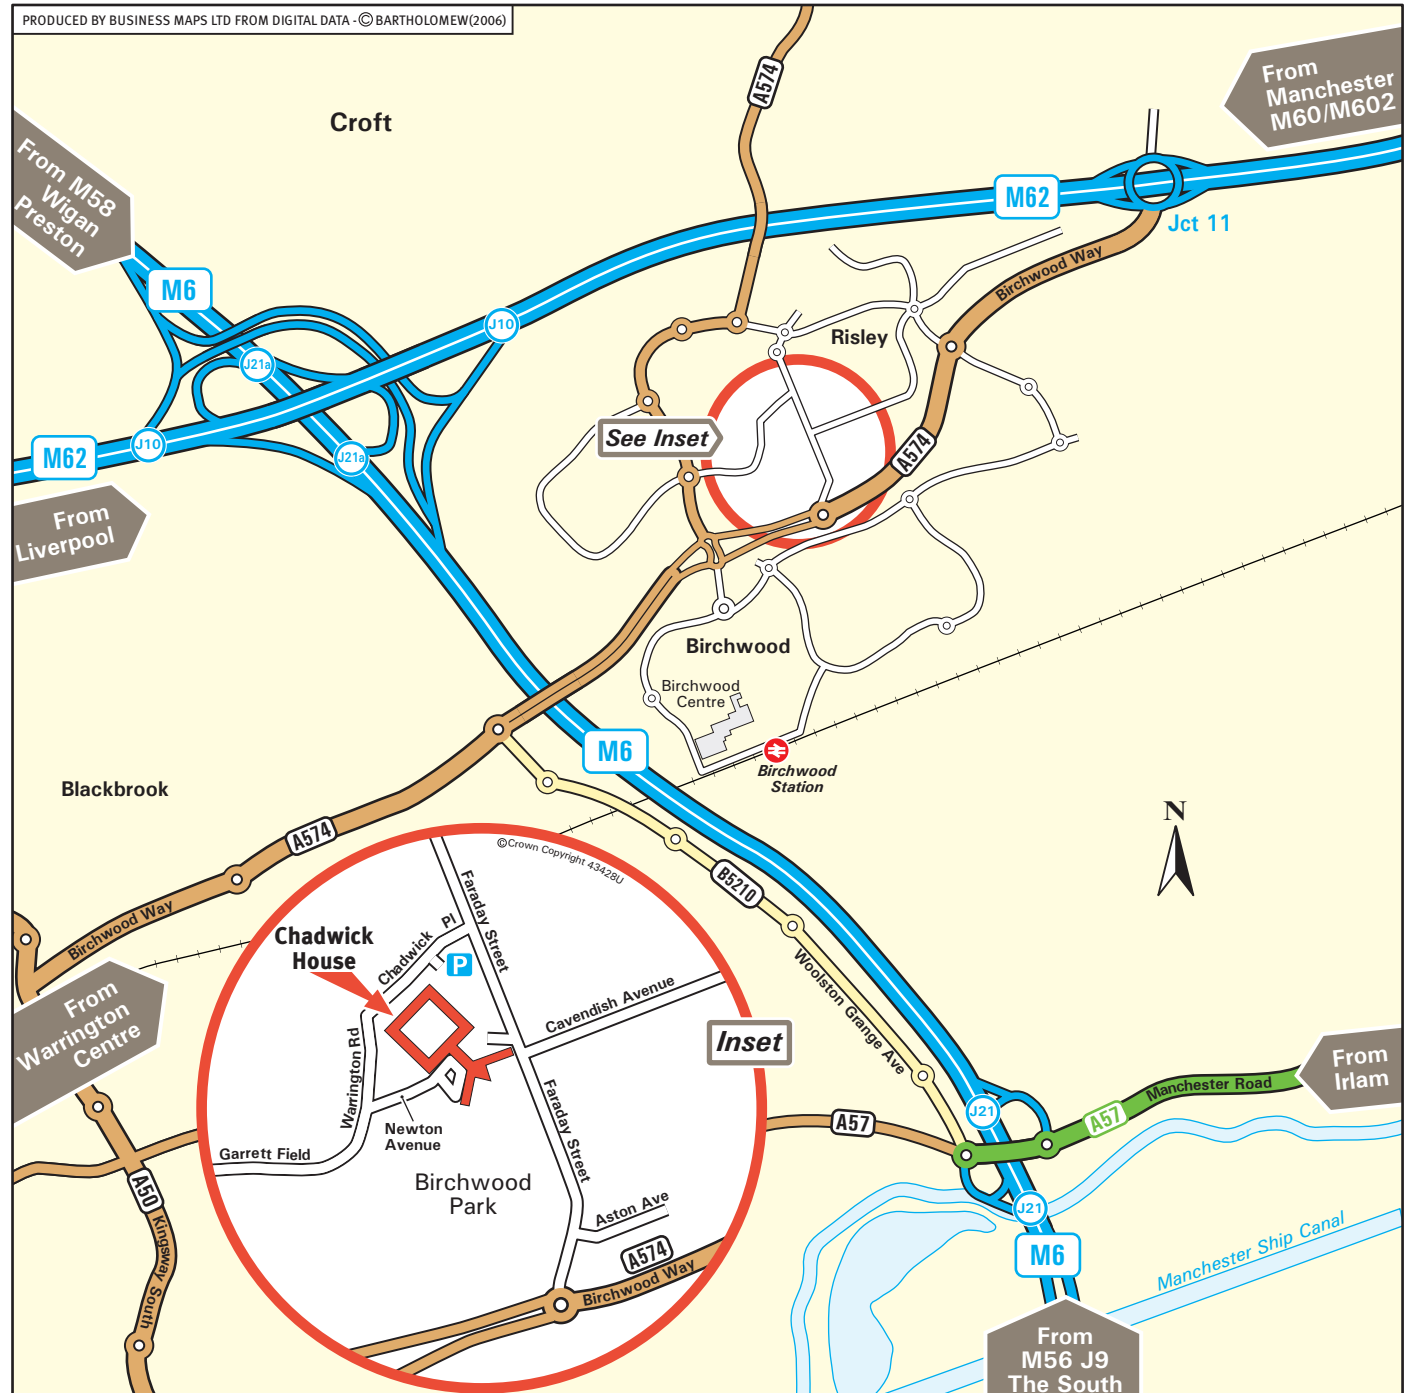 PRODUCED BY BUSINESS MAPS LTD FROM DIGITAL DATA - © BARTHOLOMEW(2006)
A574
From
Manchester
M60/M602
Croft
From M58
Wigan
Preston
M62
Jct 11
M6
Birchwood Way
J10
Risley
J21a
See Inset
A574
J10
M62
J21a
From
Liverpool
Birchwood
Birchwood
Centre
M6
Birchwood
Station
Blackbrook
N
A574
©Crown Copyright 43428U
B5210
Birchwood Way
Faraday Street
Chadwick Pl
Chadwick
House
P
Woolston Grange Ave
From
Warrington
Centre
Cavendish Avenue
Inset
Warrington Rd
From
Irlam
Manchester Road
A57
J21
Faraday Street
Newton
Avenue
A57
Garrett Field
Birchwood
Park
A50
Kingsway South
Aston Ave
J21
A574
M6
Manchester Ship Canal
Birchwood Way
From
M56 J9
The South